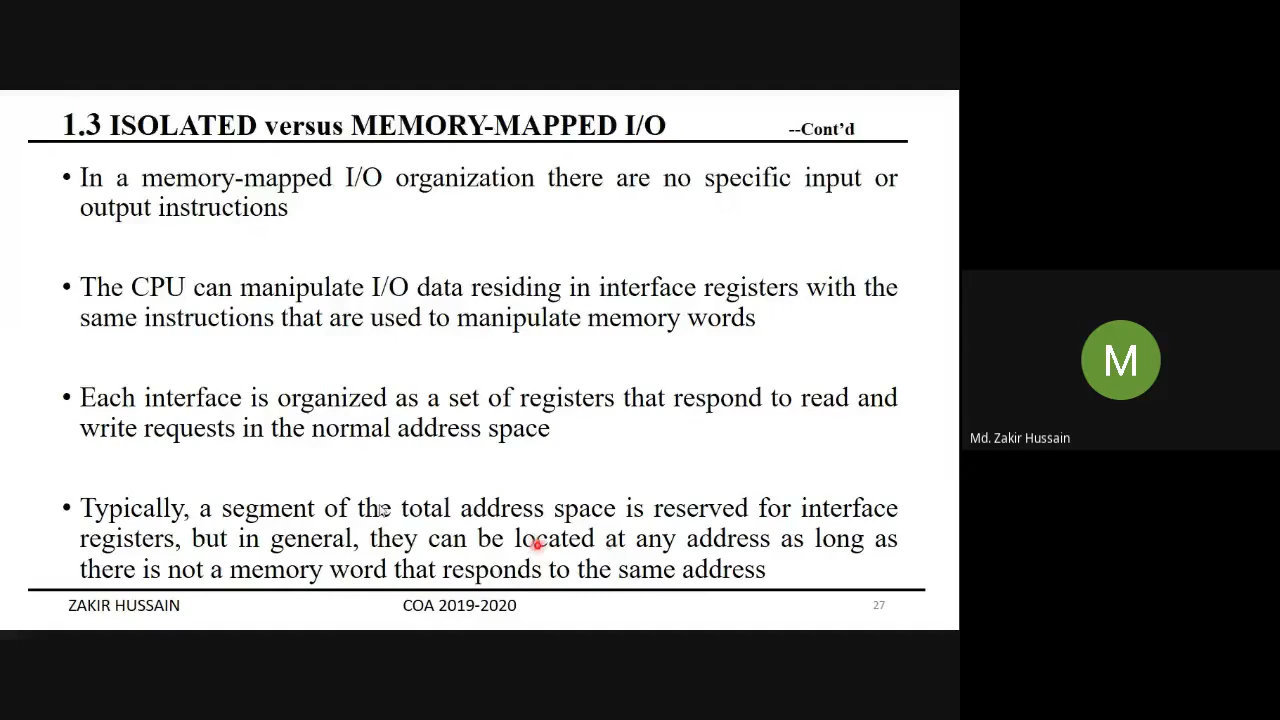 1.3 ISOLATED versus MEMORY-MAPPED I/O --Cont'd
• In a memory-mapped I/O organization there are no specific input or
output instructions
• The CPU can manipulate I/O data residing in interface registers with the
same instructions that are used to manipulate memory words
• Each interface is organized as a set of registers that respond to read and
write requests in the normal address space
• Typically, a segment of the total address space is reserved for interface
registers, but in general, they can be located at any address as long as
there is not a memory word that responds to the same address
ZAKIR HUSSAIN COA 2019-2020 27
M
Md. Zakir Hussain